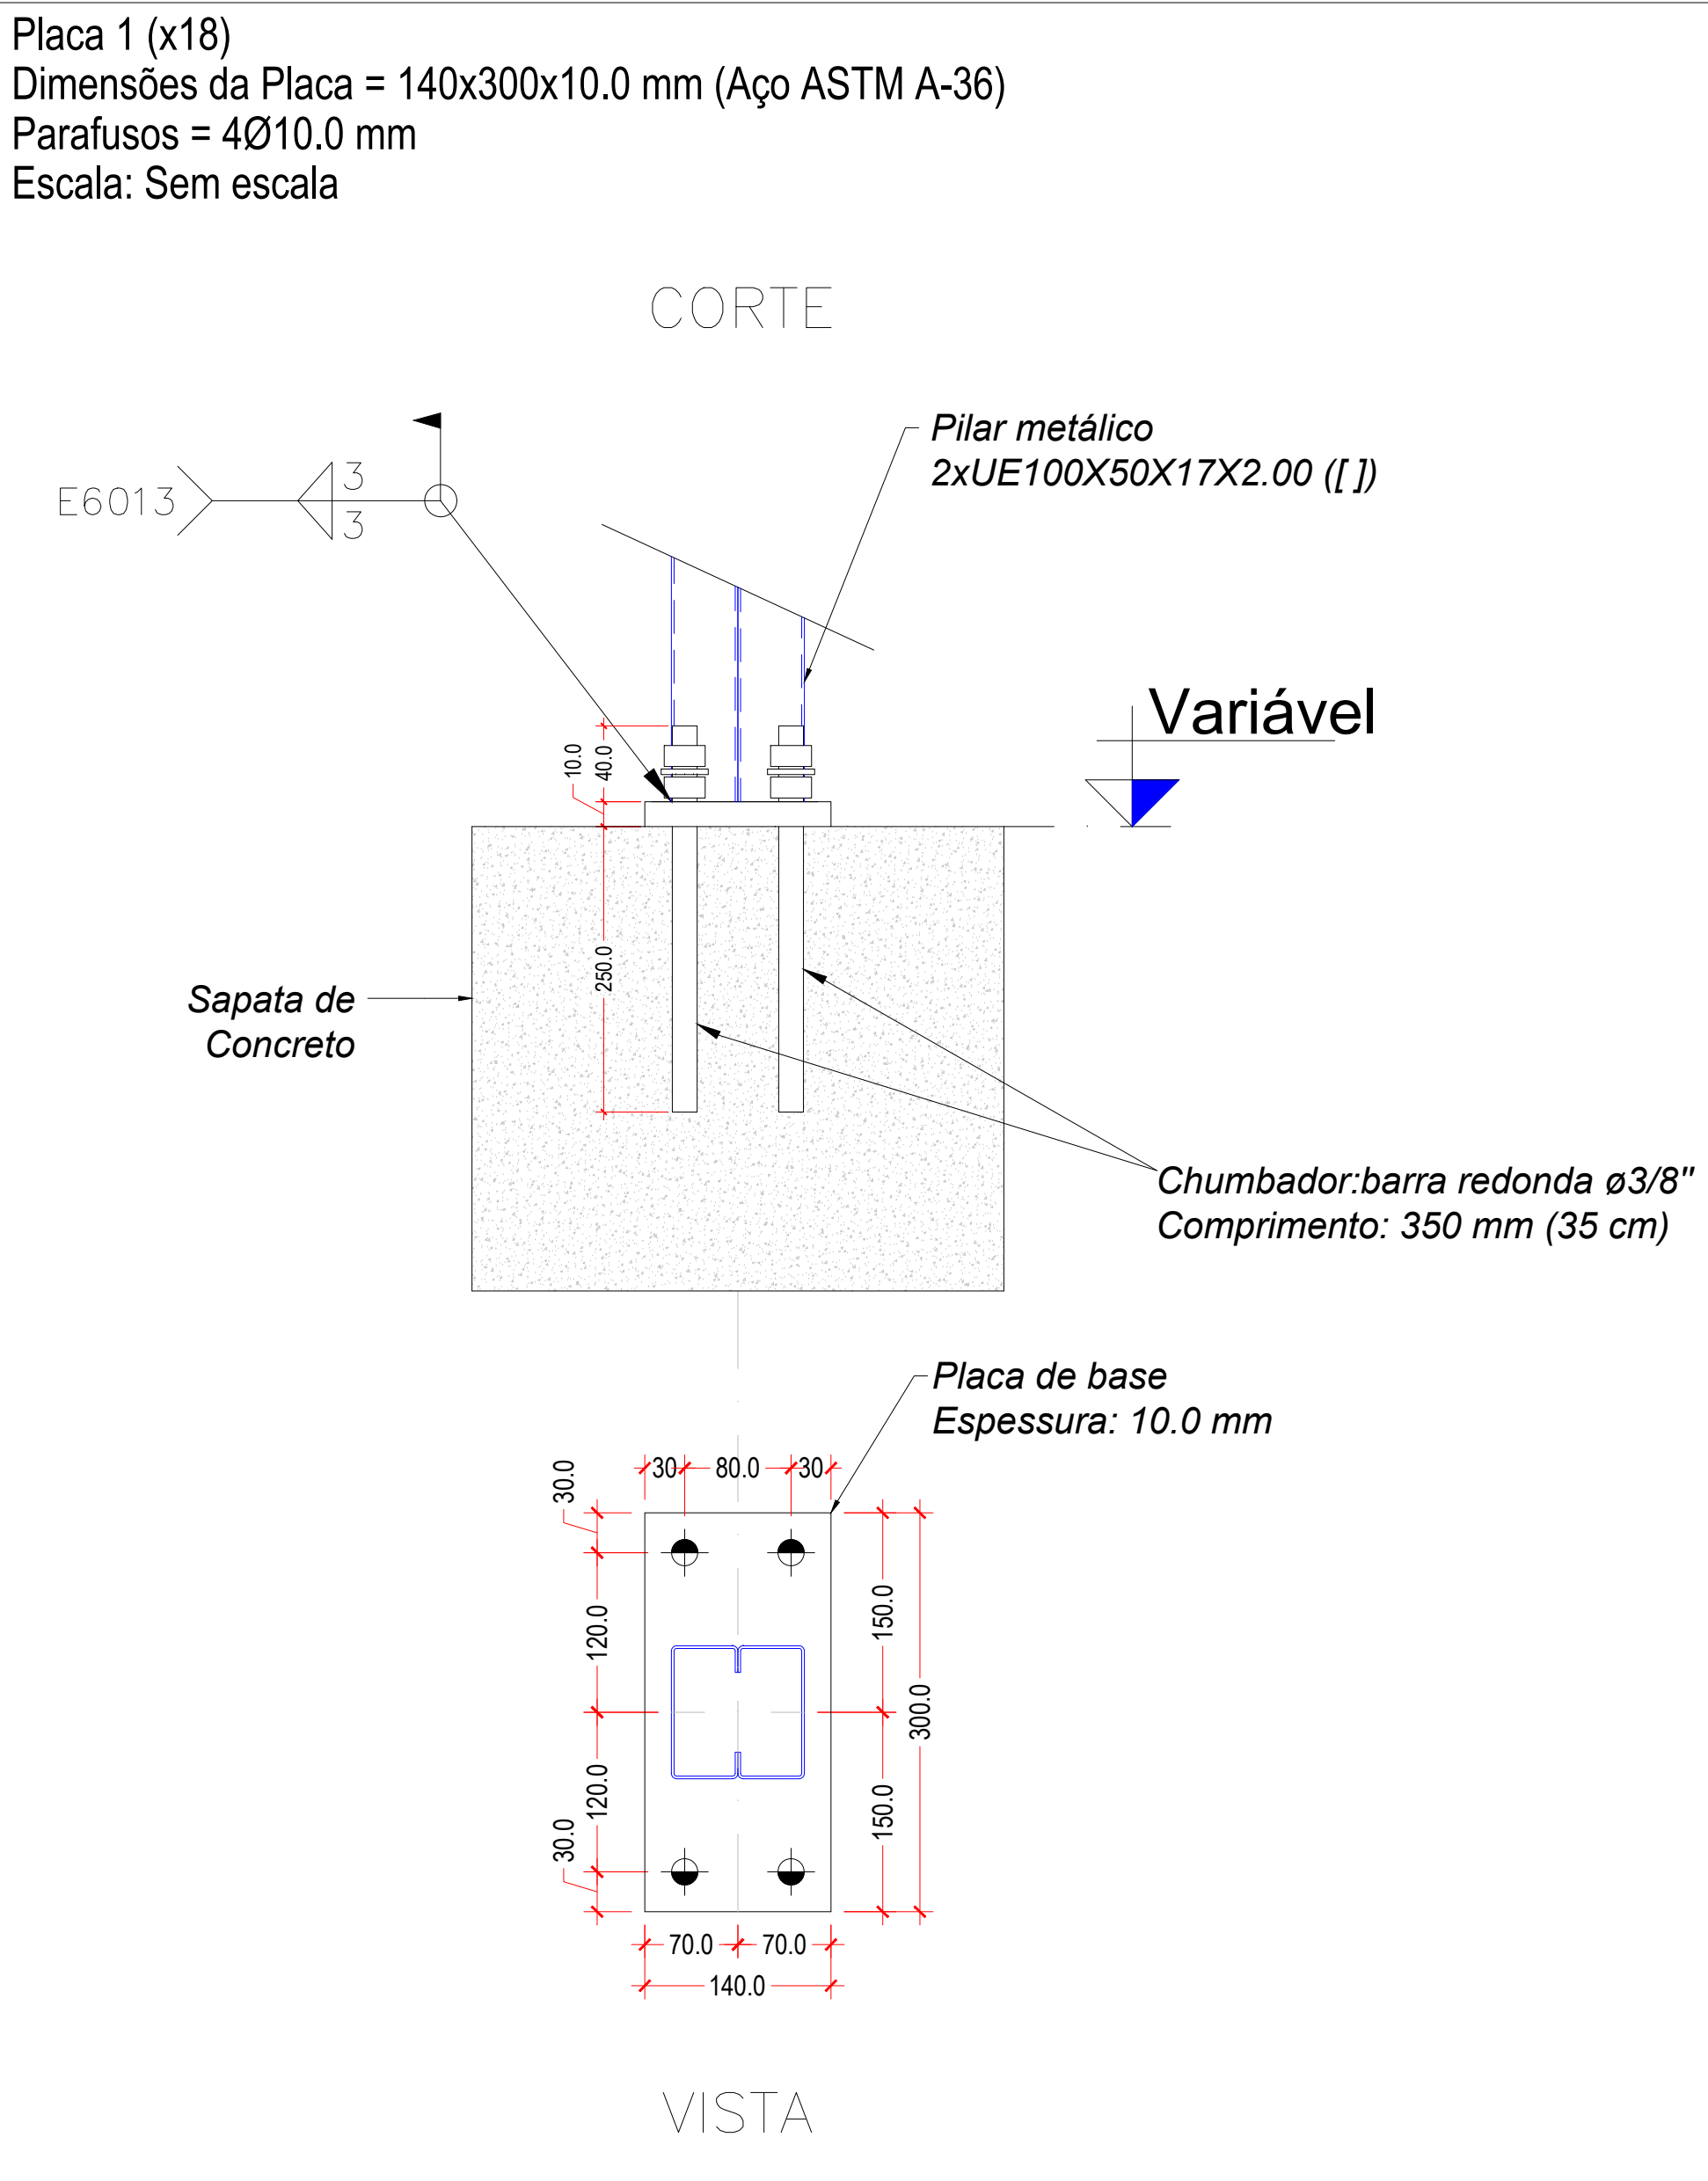 Placa 1 (x18)
Dimensões da Placa = 140x300x10.0 mm (Aço ASTM A-36)
Parafusos = 4Ø10.0 mm
Escala: Sem escala
CORTE
E6013
3
3
Pilar metálico
2xUE100X50X17X2.00 ([ ])
Variável
10.0
40.0
250.0
Sapata de
Concreto
Chumbador:barra redonda ø3/8"
Comprimento: 350 mm (35 cm)
Placa de base
Espessura: 10.0 mm
30
80.0
30
30.0
120.0
120.0
30.0
150.0
150.0
300.0
70.0
70.0
140.0
VISTA